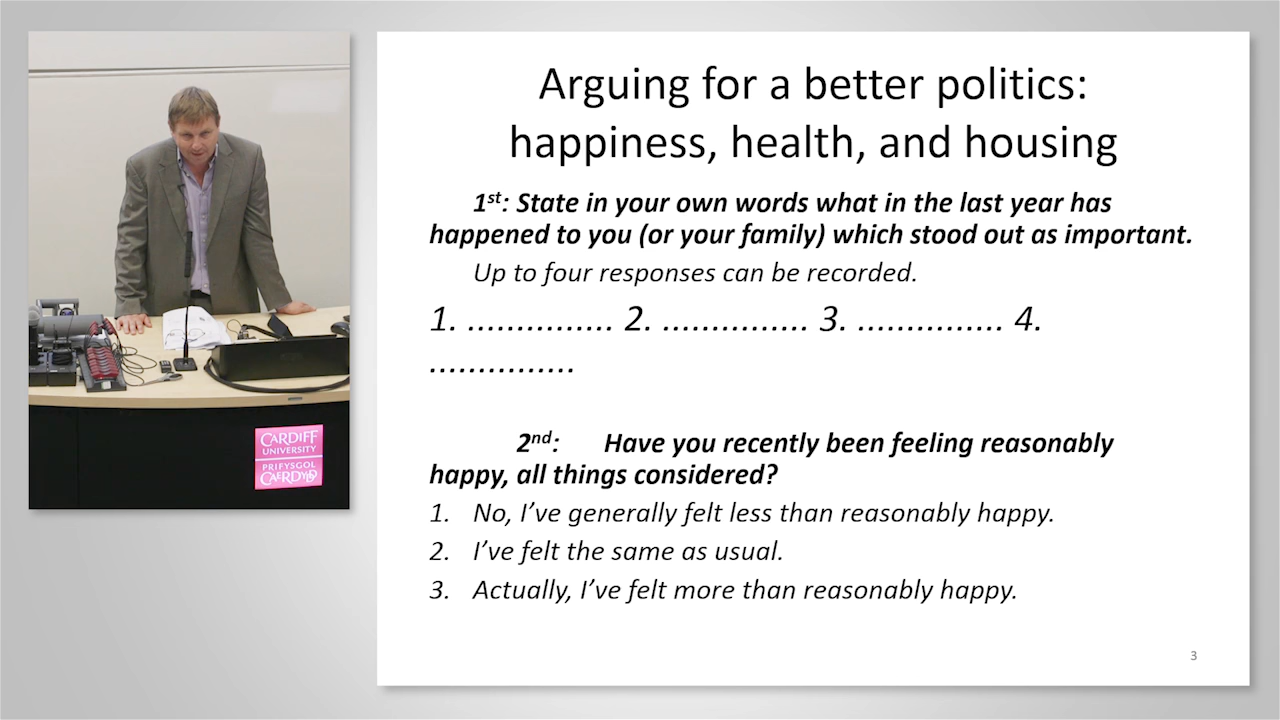 Arguing for a better politics:
happiness, health, and housing
1st: State in your own words what in the last year has
happened to you (or your family) which stood out as important.
Up to four responses can be recorded.
1. ............... 2. ............... 3. ............... 4.
...............
2nd: Have you recently been feeling reasonably
happy, all things considered?
1. No, I’ve generally felt less than reasonably happy.
2. I’ve felt the same as usual.
3. Actually, I’ve felt more than reasonably happy.
3
CARDIFF
UNIVERSITY
PRIFYSGOL
CAERDYDD